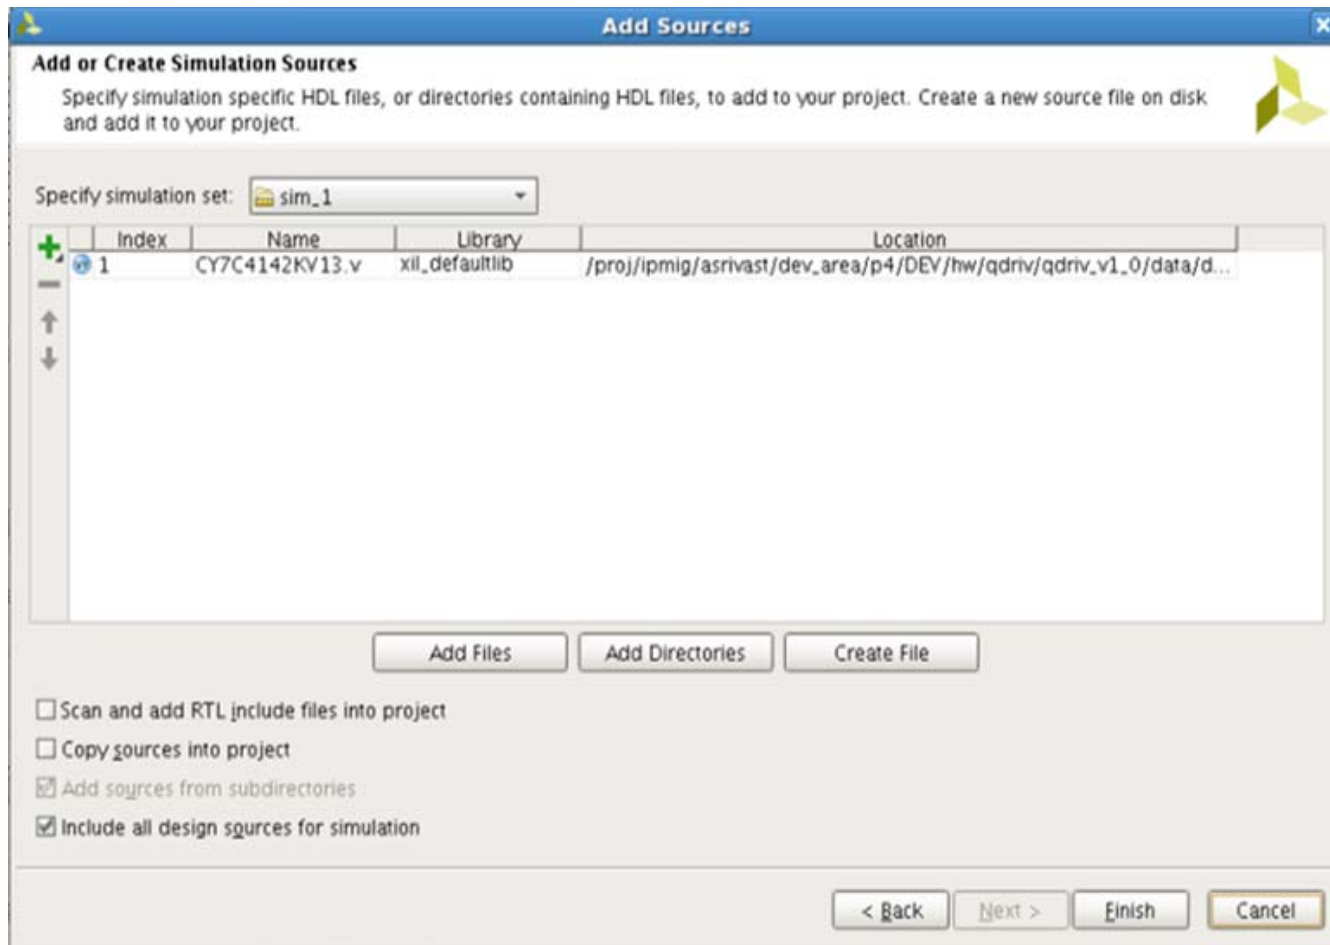 Add Sources
Add or Create Simulation Sources
Specify simulation specific HDL files, or directories containing HDL files, to add to your project. Create a new source file on disk
and add it to your project.
Specify simulation set: sim_1
Index Name Library Location
1 CY7C4142KV13.v xil_defaultlib /proj/ipmig/asrivast/dev_area/p4/DEV/hw/qdriv/qdriv_v1_0/data/d...
Add Files Add Directories Create File
Scan and add RTL include files into project
Copy sources into project
Add sources from subdirectories
Include all design sources for simulation
< Back Next > Finish Cancel